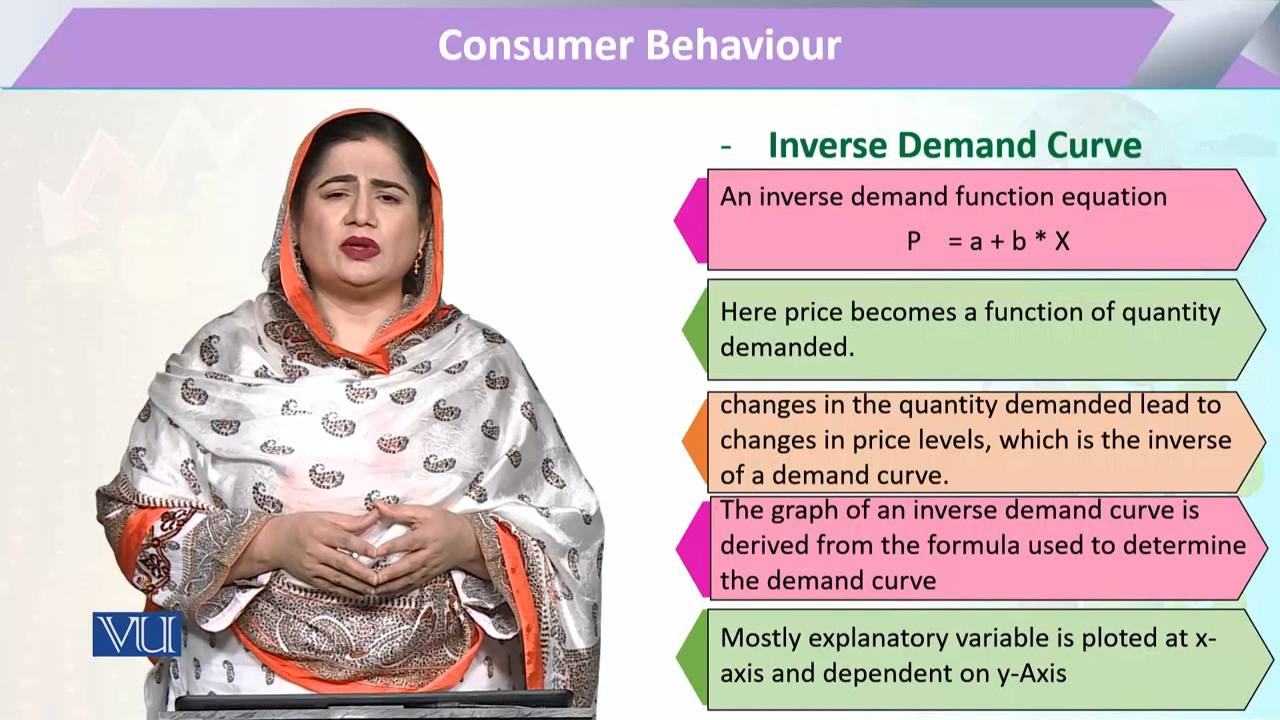 Consumer Behaviour
- Inverse Demand Curve
An inverse demand function equation
P = a + b * X
Here price becomes a function of quantity
demanded.
changes in the quantity demanded lead to
changes in price levels, which is the inverse
of a demand curve.
The graph of an inverse demand curve is
derived from the formula used to determine
the demand curve
Mostly explanatory variable is ploted at x-
axis and dependent on y-Axis
VU